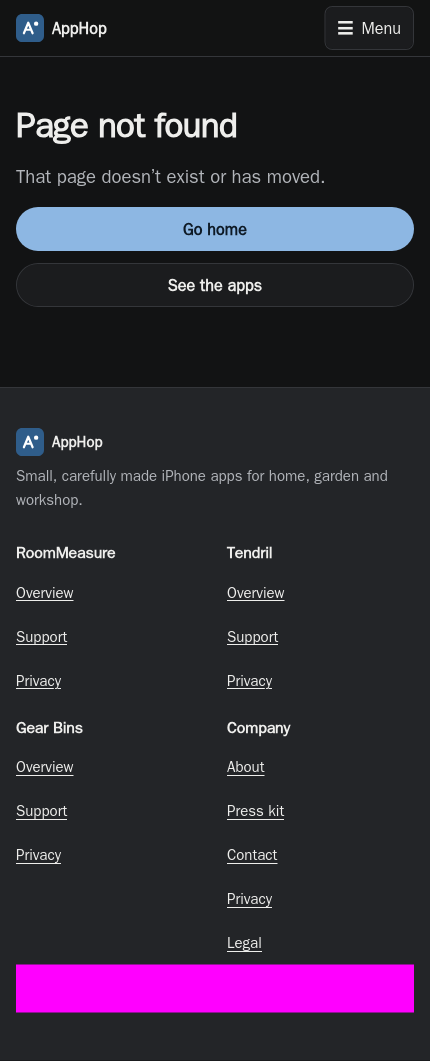 AppHop
☰ Menu
Page not found
That page doesn’t exist or has moved.
Go home
See the apps
AppHop
Small, carefully made iPhone apps for home, garden and
workshop.
RoomMeasure
Overview
Support
Privacy
Tendril
Overview
Support
Privacy
Gear Bins
Overview
Support
Privacy
Company
About
Press kit
Contact
Privacy
Legal